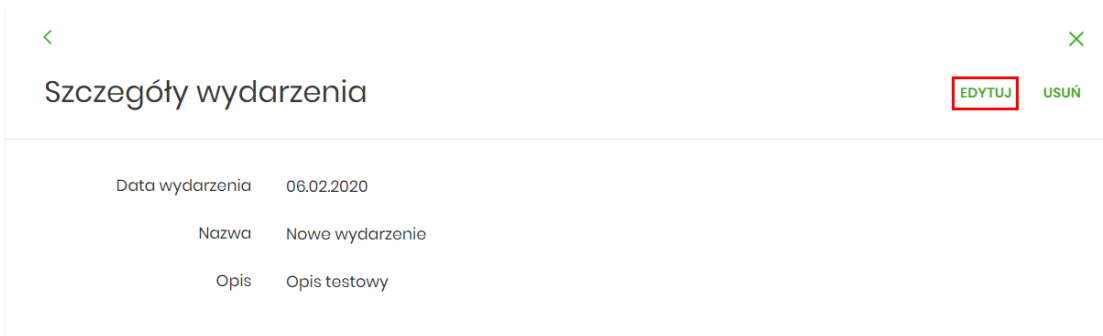 Szczegóły wydarzenia
EDYTUJ USUŃ
Data wydarzenia 06.02.2020
Nazwa Nowe wydarzenie
Opis Opis testowy